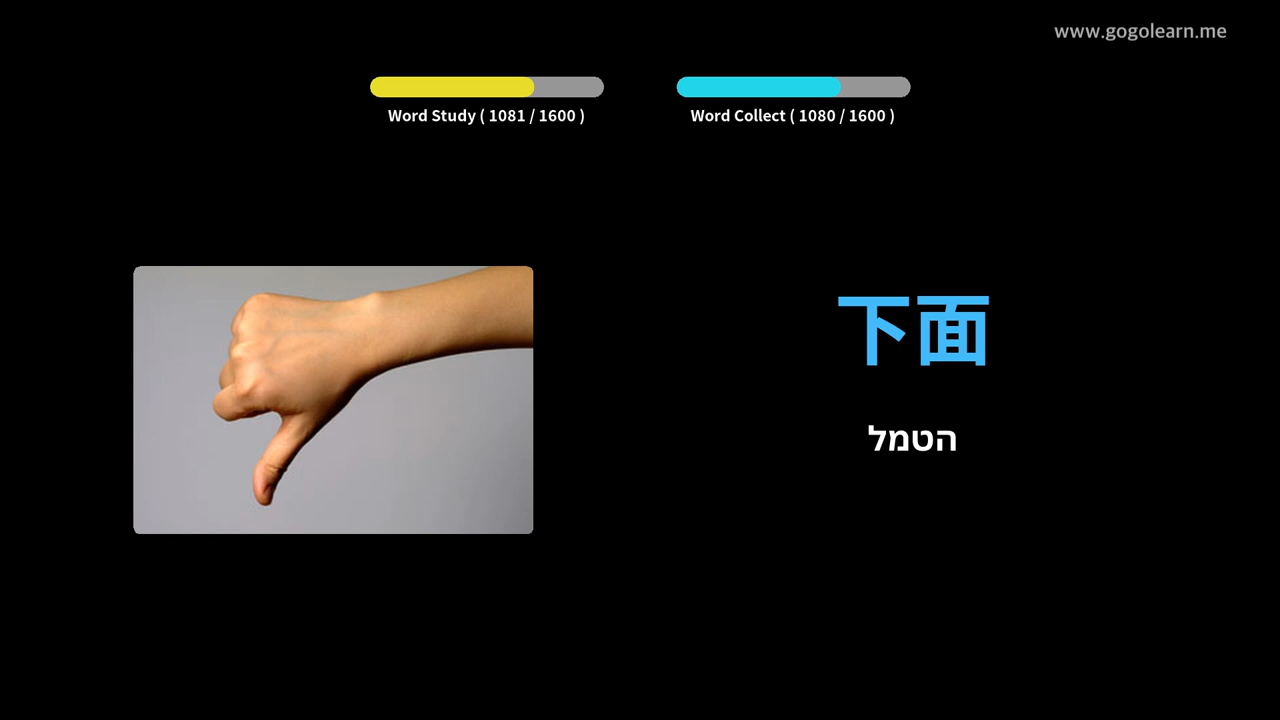 www.gogolearn.me
Word Study ( 1081 / 1600 )
Word Collect ( 1080 / 1600 )
下面
הטמל